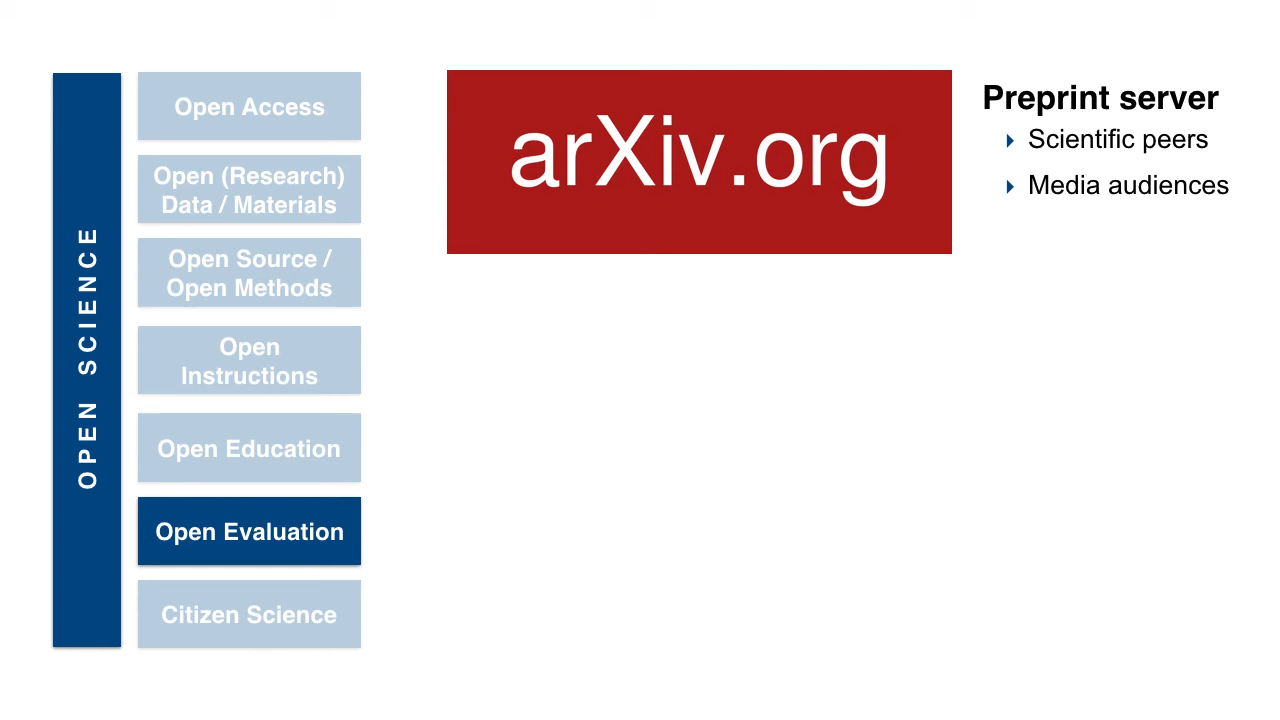 OPEN SCIENCE
Open Access
Open (Research)
Data / Materials
Open Source /
Open Methods
Open
Instructions
Open Education
Open Evaluation
Citizen Science
arXiv.org
Preprint server
Scientific peers
Media audiences